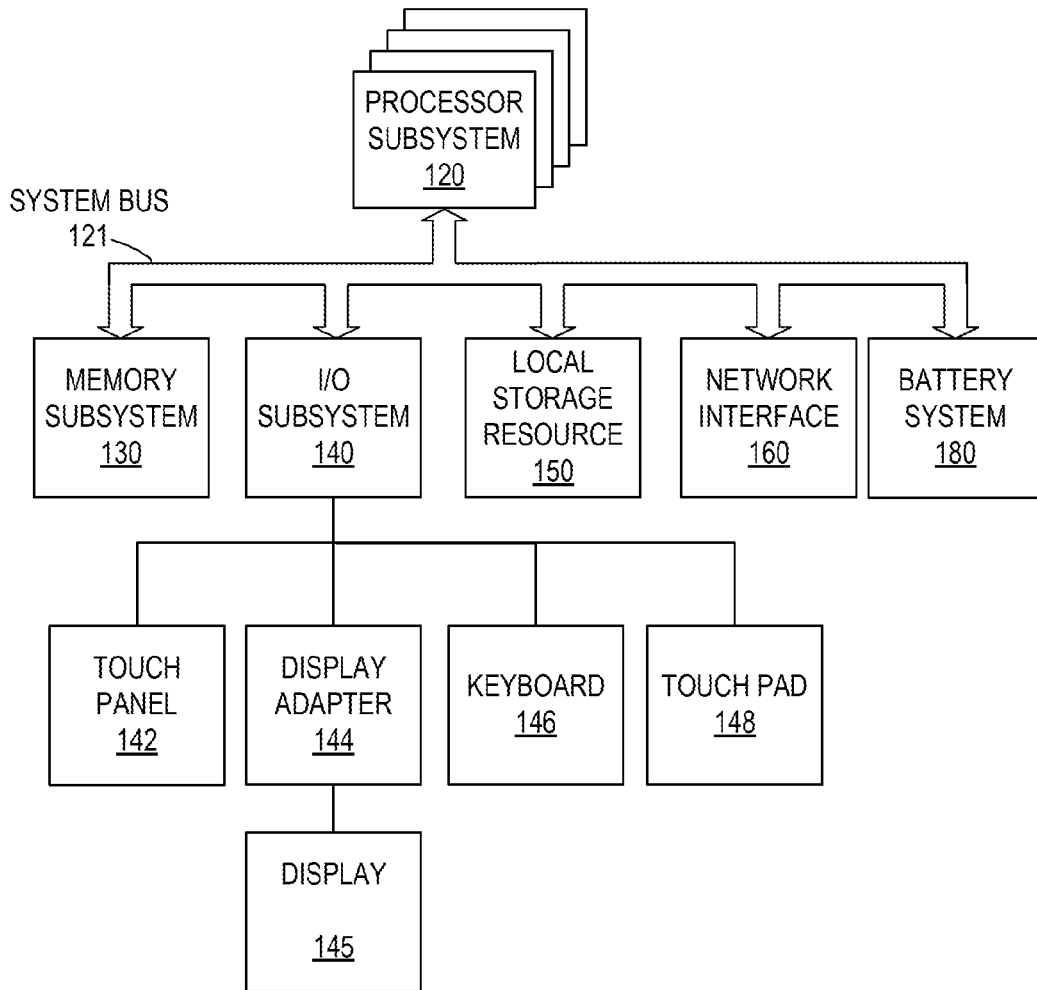 PROCESSOR
SUBSYSTEM
120
SYSTEM BUS
121
MEMORY
SUBSYSTEM
130
I/O
SUBSYSTEM
140
LOCAL
STORAGE
RESOURCE
150
NETWORK
INTERFACE
160
BATTERY
SYSTEM
180
TOUCH
PANEL
142
DISPLAY
ADAPTER
144
KEYBOARD
146
TOUCH PAD
148
DISPLAY
145